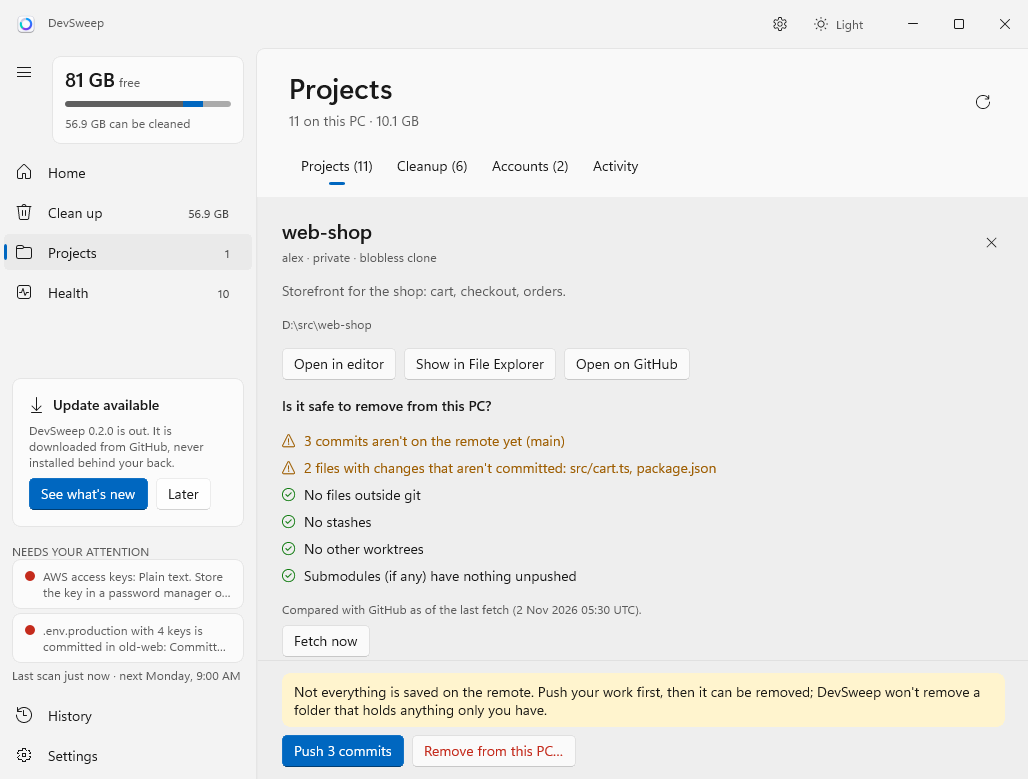 DevSweep
Light
81 GB free
56.9 GB can be cleaned
Home
Clean up 56.9 GB
Projects 1
Health 10
Update available
DevSweep 0.2.0 is out. It is
downloaded from GitHub, never
installed behind your back.
See what's new
Later
NEEDS YOUR ATTENTION
AWS access keys: Plain text. Store
the key in a password manager o...
.env.production with 4 keys is
committed in old-web: Committ...
Last scan just now · next Monday, 9:00 AM
History
Settings
Projects
11 on this PC · 10.1 GB
Projects (11) Cleanup (6) Accounts (2) Activity
web-shop
alex · private · blobless clone
Storefront for the shop: cart, checkout, orders.
D:\src\web-shop
Open in editor Show in File Explorer Open on GitHub
Is it safe to remove from this PC?
3 commits aren't on the remote yet (main)
2 files with changes that aren't committed: src/cart.ts, package.json
No files outside git
No stashes
No other worktrees
Submodules (if any) have nothing unpushed
Compared with GitHub as of the last fetch (2 Nov 2026 05:30 UTC).
Fetch now
Not everything is saved on the remote. Push your work first, then it can be removed; DevSweep won't remove a
folder that holds anything only you have.
Push 3 commits Remove from this PC...